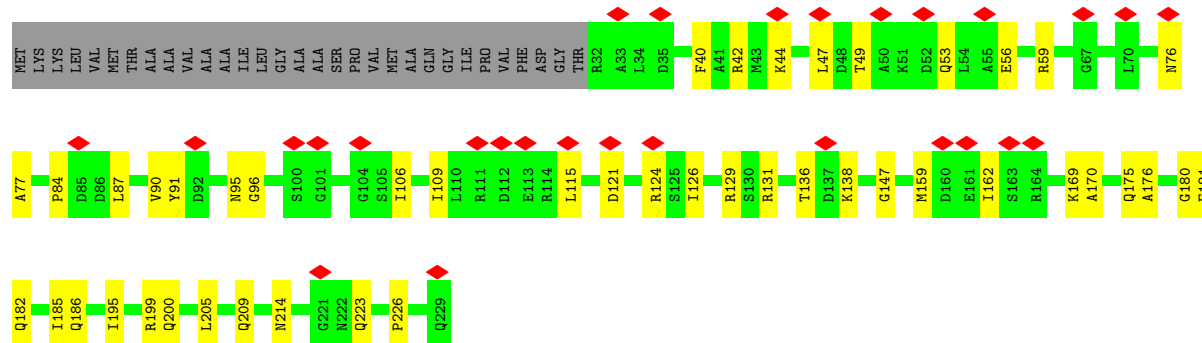 MET LYS LYS LEU VAL MET THR ALA ALA VAL ALA ALA ILE LEU GLY ALA ALA SER PRO VAL MET ALA GLN GLY ILE PRO VAL PHE ASP GLY THR R32 A33 L34 D35 F40 A41 R42 M43 K44 L47 D48 T49 A50 K51 D52 Q53 L54 A55 E56 R59 G67 L70 N76
A77 P84 D85 D86 L87 V90 Y91 D92 N95 G96 S100 G101 G104 S105 I106 I109 L110 R111 D112 E113 R114 L115 D121 R124 S125 I126 R129 S130 R131 T136 D137 K138 G147 M159 D160 E161 I162 S163 R164 K169 A170 Q175 A176 G180
Q182 I185 Q186 I195 R199 Q200 L205 Q209 N214 G221 N222 Q223 P226 Q229